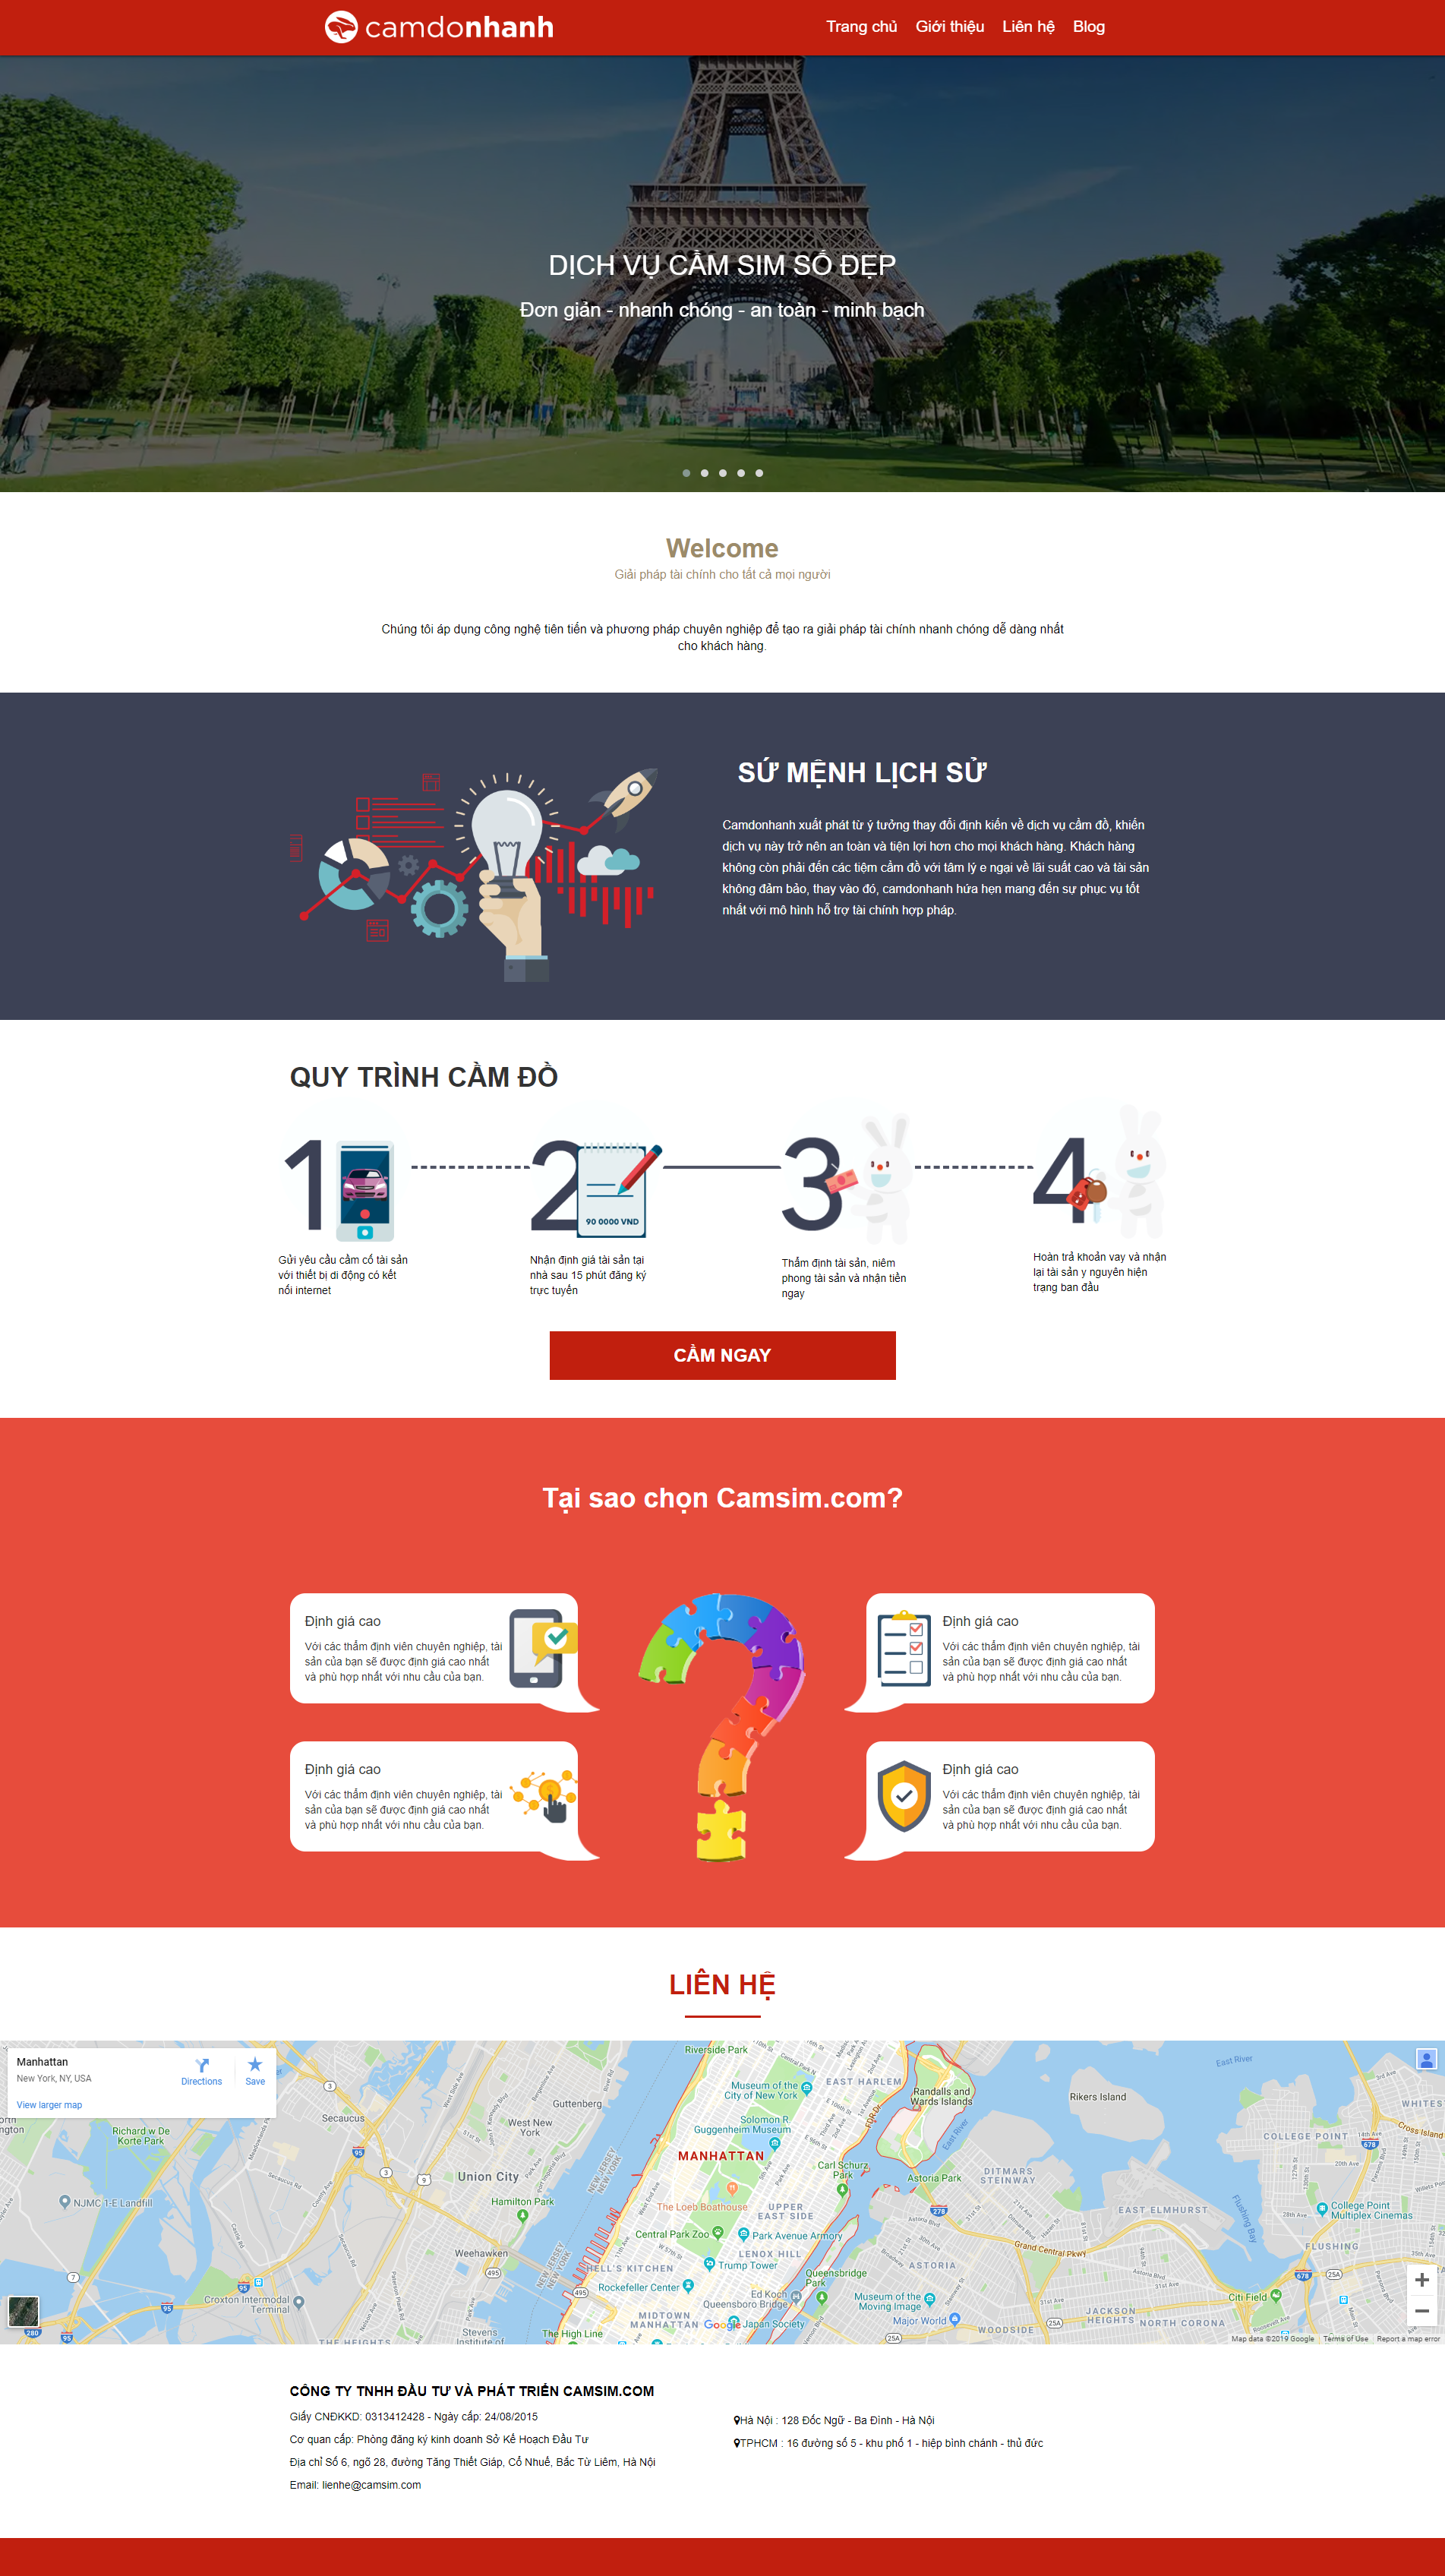 camdonhanh
Trang chủ Giới thiệu Liên hệ Blog
DỊCH VỤ CẦM SIM SỐ ĐẸP
Đơn giản - nhanh chóng - an toàn - minh bạch
Welcome
Giải pháp tài chính cho tất cả mọi người
Chúng tôi áp dụng công nghệ tiên tiến và phương pháp chuyên nghiệp để tạo ra giải pháp tài chính nhanh chóng dễ dàng nhất
cho khách hàng.
SỨ MỆNH LỊCH SỬ
Camdonhanh xuất phát từ ý tưởng thay đổi định kiến về dịch vụ cầm đồ, khiến
dịch vụ này trở nên an toàn và tiện lợi hơn cho mọi khách hàng. Khách hàng
không còn phải đến các tiệm cầm đồ với tâm lý e ngại về lãi suất cao và tài sản
không đảm bảo, thay vào đó, camdonhanh hứa hẹn mang đến sự phục vụ tốt
nhất với mô hình hỗ trợ tài chính hợp pháp.
QUY TRÌNH CẦM ĐỒ
1
Gửi yêu cầu cầm cố tài sản
với thiết bị di động có kết
nối internet
2
90 0000 VND
Nhận định giá tài sản tại
nhà sau 15 phút đăng ký
trực tuyến
3
Thẩm định tài sản, niêm
phong tài sản và nhận tiền
ngay
4
Hoàn trả khoản vay và nhận
lại tài sản y nguyên hiện
trạng ban đầu
CẦM NGAY
Tại sao chọn Camsim.com?
Định giá cao
Với các thẩm định viên chuyên nghiệp, tài
sản của bạn sẽ được định giá cao nhất
và phù hợp nhất với nhu cầu của bạn.
Định giá cao
Với các thẩm định viên chuyên nghiệp, tài
sản của bạn sẽ được định giá cao nhất
và phù hợp nhất với nhu cầu của bạn.
Định giá cao
Với các thẩm định viên chuyên nghiệp, tài
sản của bạn sẽ được định giá cao nhất
và phù hợp nhất với nhu cầu của bạn.
Định giá cao
Với các thẩm định viên chuyên nghiệp, tài
sản của bạn sẽ được định giá cao nhất
và phù hợp nhất với nhu cầu của bạn.
LIÊN HỆ
Manhattan
New York, NY, USA
Directions
Save
View larger map
Riverside Park
Museum of the
City of New York
EAST HARLEM
Randalls and
Wards Islands
East River
Rikers Island
Guttenberg
Secaucus
West New
York
Solomon R
Guggenheim Museum
Richard w De
Korte Park
MANHATTAN
COLLEGE POINT
Union City
Carl Schurz
Park
Astoria Park
DITMARS
STEINWAY
NJMC 1-E Landfill
Hamilton Park
The Loeb Boathouse
UPPER
EAST SIDE
EAST ELMHURST
College Point
Multiplex Cinemas
Central Park Zoo
Park Avenue Armory
Flushing Bay
Grand Central Pkwy
FLUSHING
Weehawken
LENOX HILL
Trump Tower
ASTORIA
HELL'S KITCHEN
Rockefeller Center
Queensbridge
Park
Ed Koch
Queensboro Bridge
Museum of the
Moving Image
Citi Field
Croxton Intermodal
Terminal
MIDTOWN
MANHATTAN
Google
Japan Society
Major World
JACKSON
HEIGHTS
NORTH CORONA
WOODSIDE
The High Line
Stevens
Institute of
THE HEIGHTS
Map data ©2019 Google
Terms of Use
Report a map error
CÔNG TY TNHH ĐẦU TƯ VÀ PHÁT TRIỂN CAMSIM.COM
Giấy CNĐKKD: 0313412428 - Ngày cấp: 24/08/2015
Cơ quan cấp: Phòng đăng ký kinh doanh Sở Kế Hoạch Đầu Tư
Địa chỉ Số 6, ngõ 28, đường Tăng Thiết Giáp, Cổ Nhuế, Bắc Từ Liêm, Hà Nội
Email: lienhe@camsim.com
Hà Nội : 128 Đốc Ngữ - Ba Đình - Hà Nội
TPHCM : 16 đường số 5 - khu phố 1 - hiệp bình chánh - thủ đức